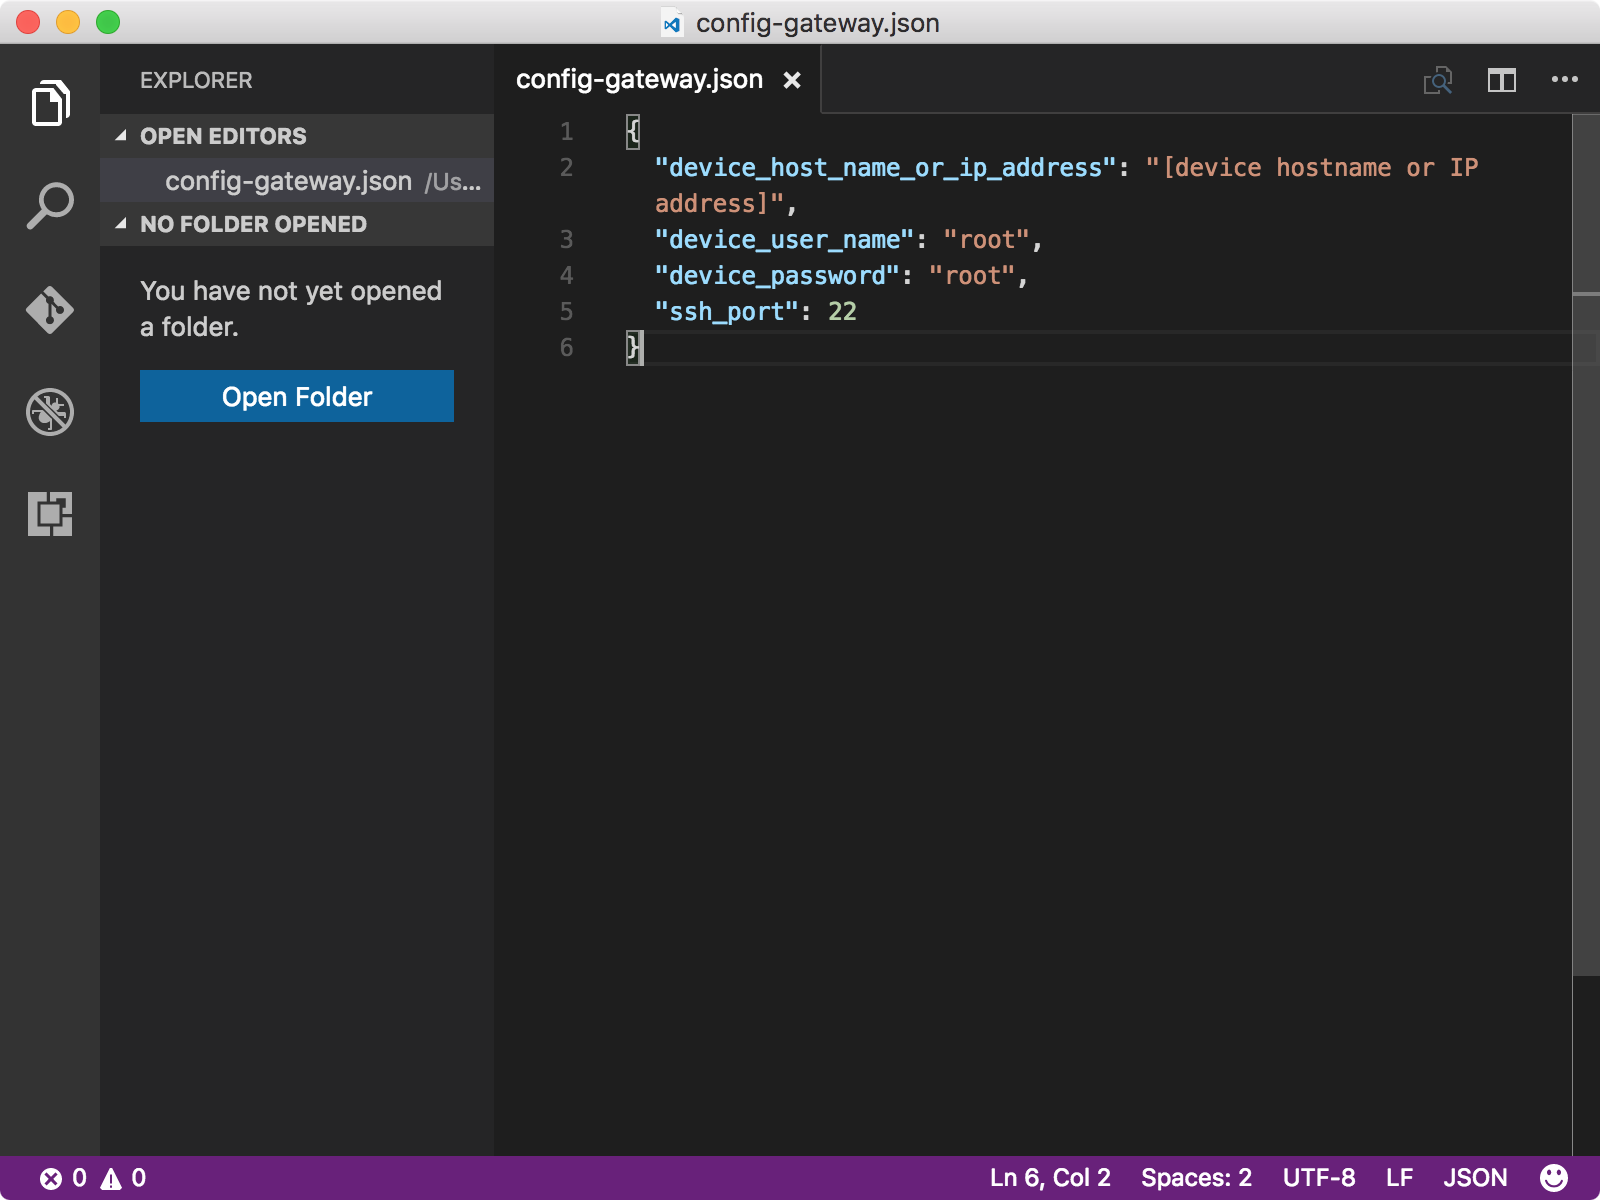 config-gateway.json
EXPLORER
OPEN EDITORS
config-gateway.json /Us...
NO FOLDER OPENED
You have not yet opened
a folder.
Open Folder
config-gateway.json
1 {
2 "device_host_name_or_ip_address": "[device hostname or IP
address]",
3 "device_user_name": "root",
4 "device_password": "root",
5 "ssh_port": 22
6 }
0 0
Ln 6, Col 2 Spaces: 2 UTF-8 LF JSON